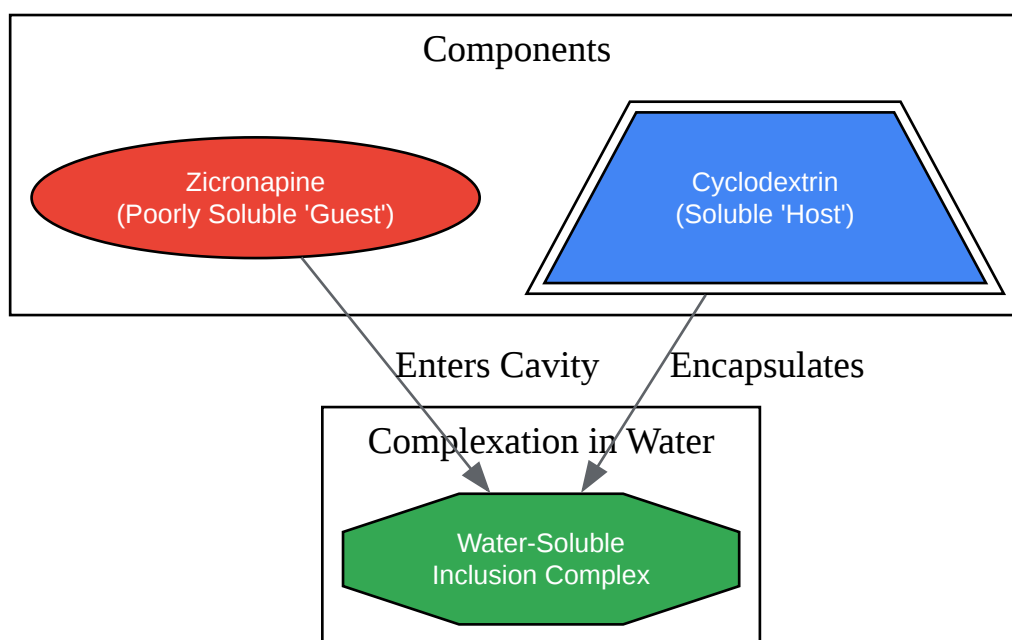 Components
Zicronapine
(Poorly Soluble 'Guest')
Cyclodextrin
(Soluble 'Host')
Enters Cavity
Encapsulates
Complexation in Water
Water-Soluble
Inclusion Complex